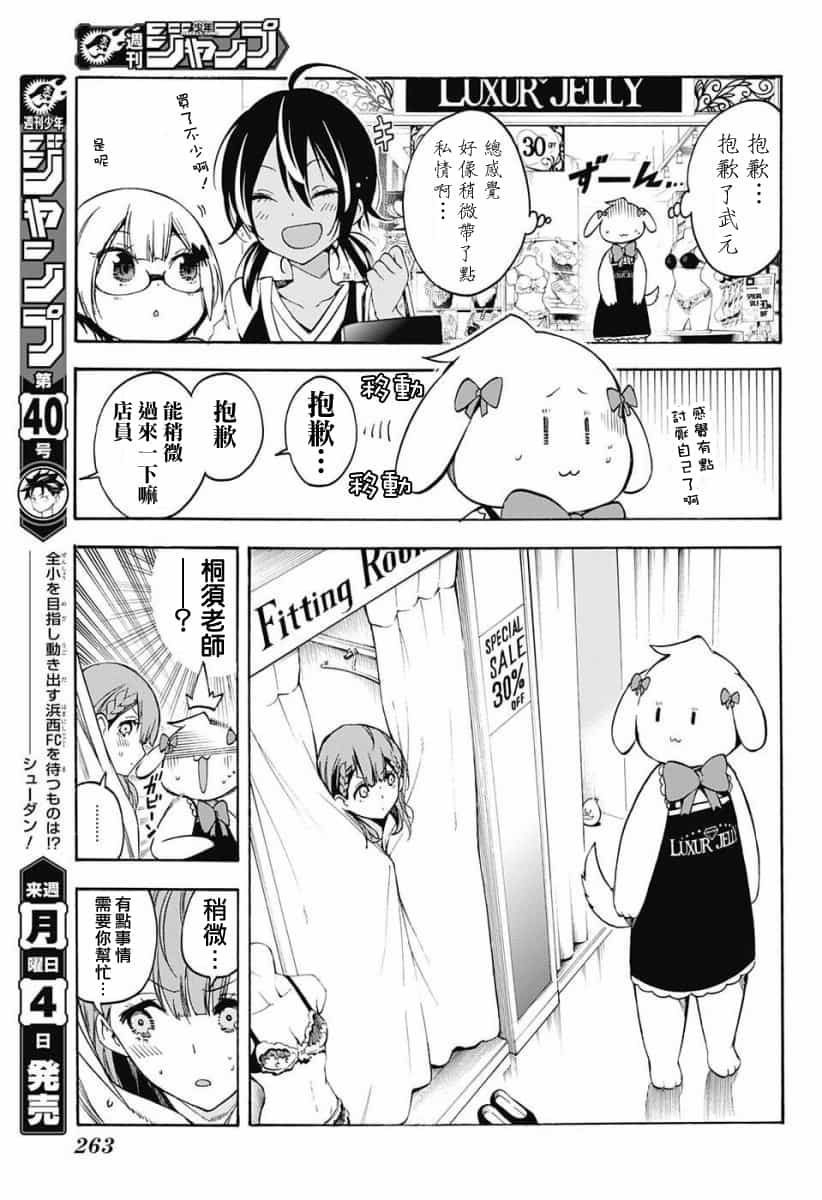 週刊
少年
ジャンプ
LUXUR JELLY
30
OFF
抱歉…
抱歉了武元
ずーん…
LUXUR JELLY
總感覺
好像稍微帶了點
私情啊…
買了不少啊!
是呢
感覺有點
討厭自己了啊
移動
移動
抱歉…
抱歉
能稍微
過來一下嘛
店員
Fitting Room
SPECIAL
SALE
30%
OFF
LUXUR JELLY
桐須老師
——?
ガビーン
………
稍微…
有點事情
需要你幫忙…
週刊少年
ジャンプ
第
40
号
全小を目指し動き出す浜西FCを待つものは!?
シューダン!
来週
月
曜日
4
日
発売
263